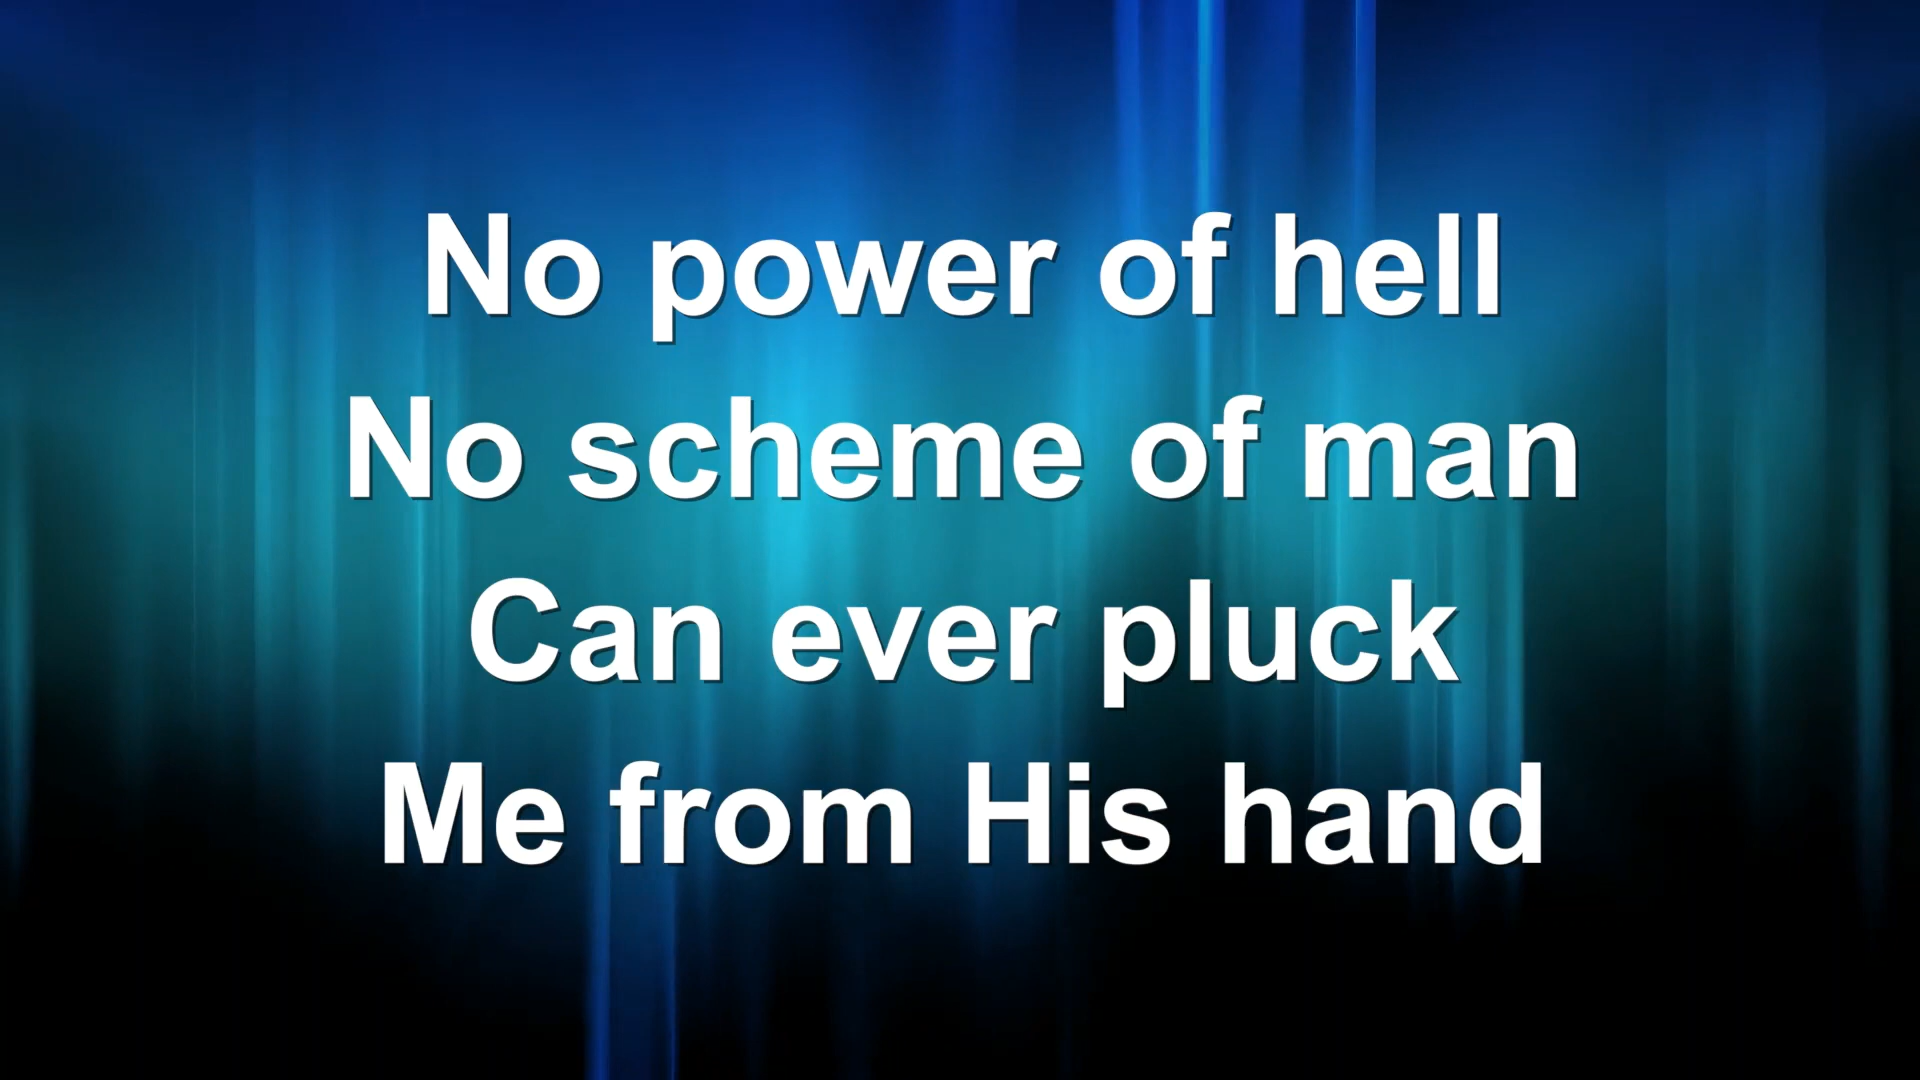 No power of hell
No scheme of man
Can ever pluck
Me from His hand